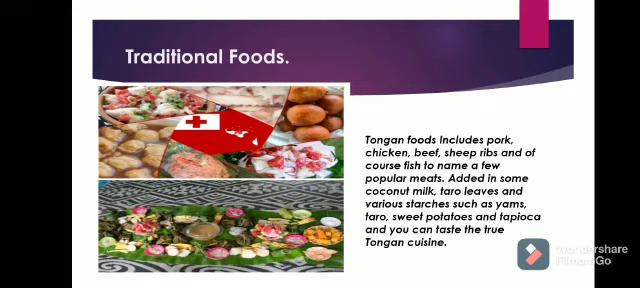 Traditional Foods.
Tongan foods Includes pork,
chicken, beef, sheep ribs and of
course fish to name a few
popular meats. Added in some
coconut milk, taro leaves and
various starches such as yams,
taro, sweet potatoes and tapioca
and you can taste the true
Tongan cuisine.
Wondershare
FilmoraGo